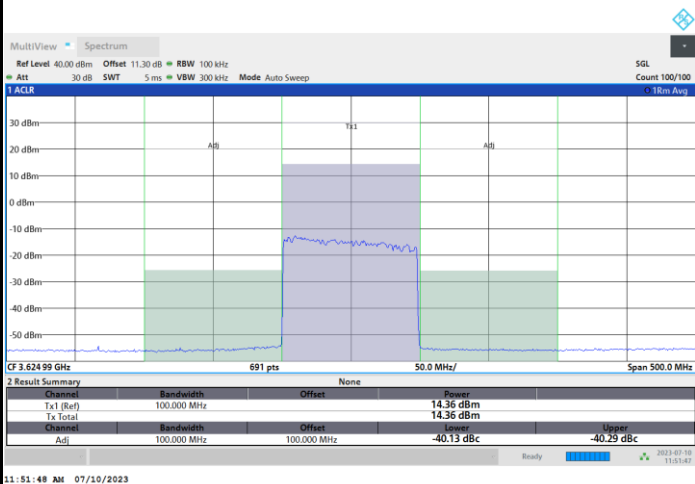 MultiView Spectrum
Ref Level 40.00 dBm Offset 11.30 dB RBW 100 kHz SGL
Att 30 dB SWT 5 ms VBW 300 kHz Mode Auto Sweep Count 100/100
1 ACLR 1Rm Avg
30 dBm
Tx1
20 dBm
Adj Adj
10 dBm
0 dBm
-10 dBm
-20 dBm
-30 dBm
-40 dBm
-50 dBm
CF 3.624 99 GHz 691 pts 50.0 MHz/ Span 500.0 MHz
2 Result Summary None
Channel Bandwidth Offset Power
Tx1 (Ref) 100.000 MHz 14.36 dBm
Tx Total 14.36 dBm
Channel Bandwidth Offset Lower Upper
Adj 100.000 MHz 100.000 MHz -40.13 dBc -40.29 dBc
Ready 2023-07-10
11:51:47
11:51:48 AM 07/10/2023